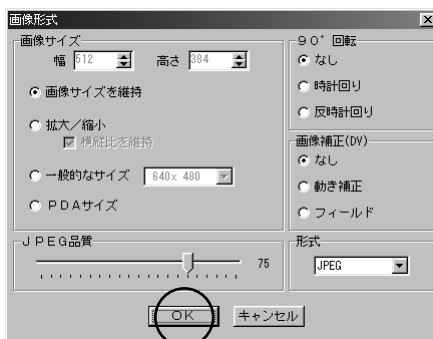 画像形式
画像サイズ
幅 512 高さ 384
画像サイズを維持
拡大／縮小
横縦比を維持
一般的なサイズ 640x 480
ＰＤＡサイズ
ＪＰＥＧ品質
75
９０°回転
なし
時計回り
反時計回り
画像補正(DV)
なし
動き補正
フィールド
形式
JPEG
ＯＫ キャンセル